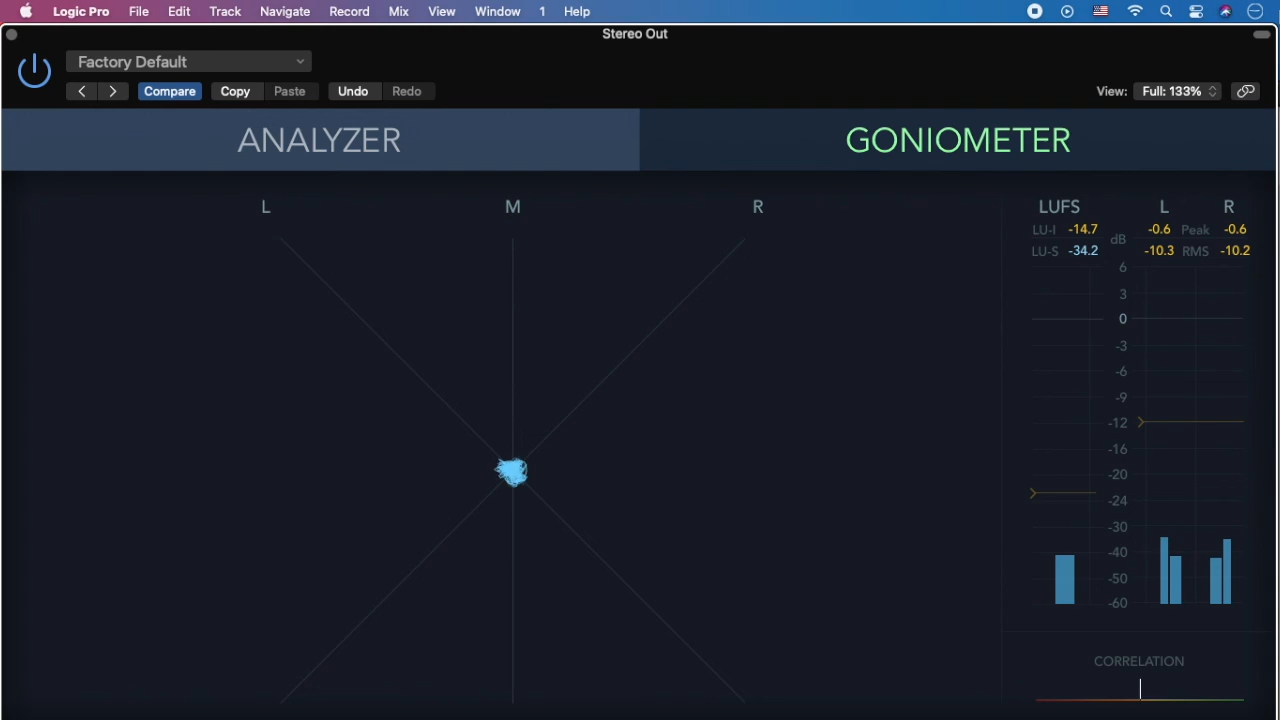 Logic Pro File Edit Track Navigate Record Mix View Window 1 Help
Stereo Out
Factory Default
Compare Copy Paste Undo Redo View: Full: 133%
ANALYZER GONIOMETER
L M R LUFS L R
LU-I -14.7 dB -0.6 Peak -0.6
LU-S -34.2 -10.3 RMS -10.2
6
3
0
-3
-6
-9
-12
-16
-20
-24
-30
-40
-50
-60
CORRELATION